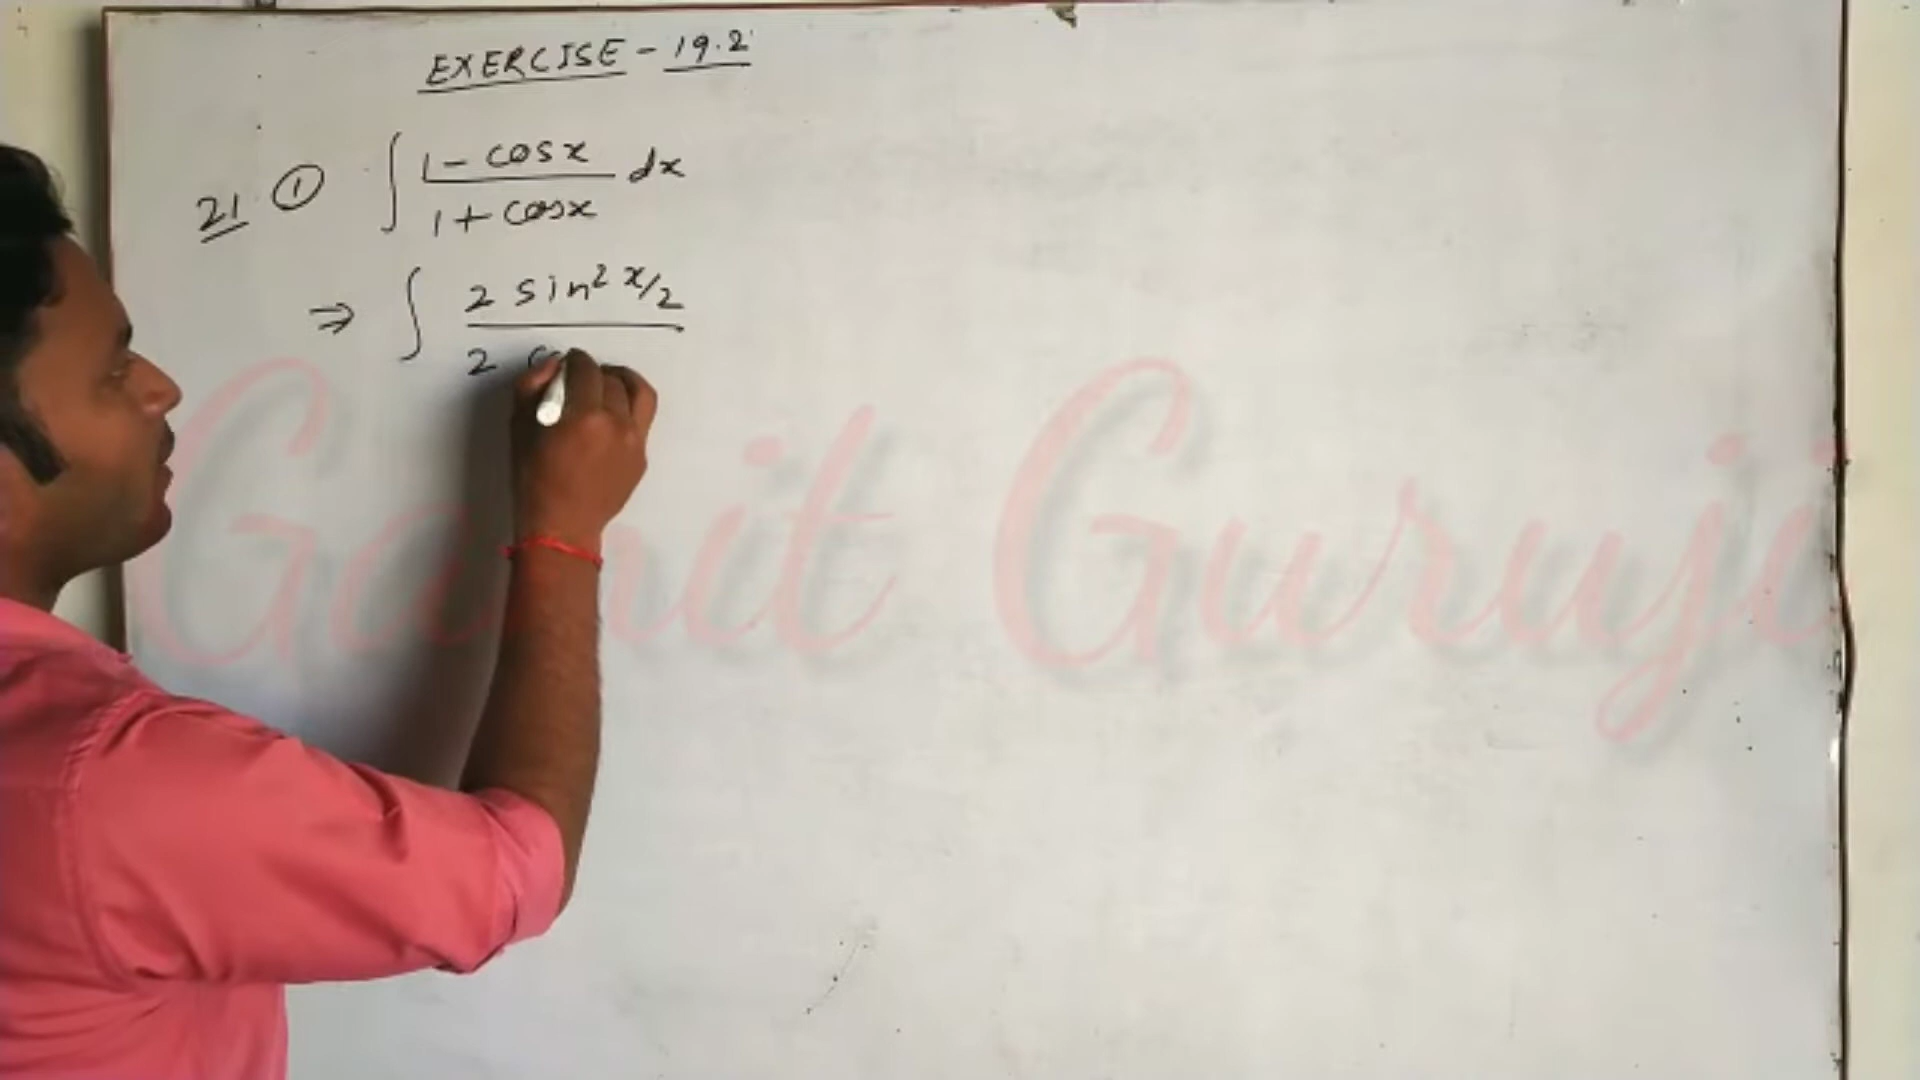 EXERCISE - 19.2
21 ① ∫ 1 - cosx / 1 + cosx dx
⇒ ∫ 2 sin² x/2 / 2 c
Ganit Guruji